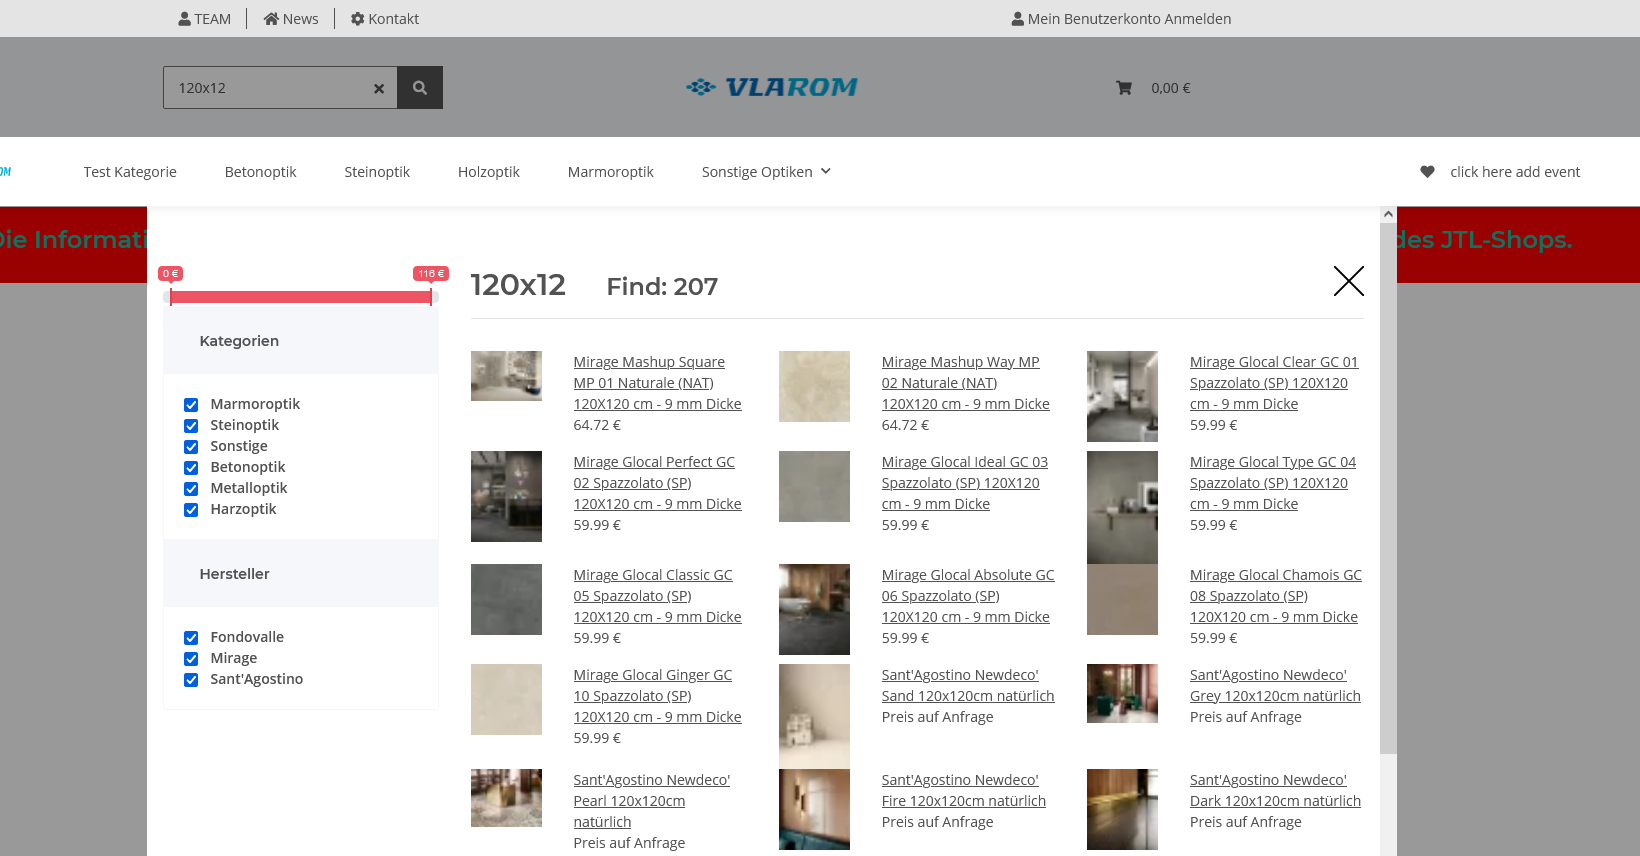 TEAM News Kontakt Mein Benutzerkonto Anmelden
120x12 VLAROM 0,00 €
OM Test Kategorie Betonoptik Steinoptik Holzoptik Marmoroptik Sonstige Optiken click here add event
Die Informati des JTL-Shops.
0 € 116 €
120x12 Find: 207
Kategorien
Marmoroptik
Steinoptik
Sonstige
Betonoptik
Metalloptik
Harzoptik
Hersteller
Fondovalle
Mirage
Sant'Agostino
Mirage Mashup Square
MP 01 Naturale (NAT)
120X120 cm - 9 mm Dicke
64.72 €
Mirage Mashup Way MP
02 Naturale (NAT)
120X120 cm - 9 mm Dicke
64.72 €
Mirage Glocal Clear GC 01
Spazzolato (SP) 120X120
cm - 9 mm Dicke
59.99 €
Mirage Glocal Perfect GC
02 Spazzolato (SP)
120X120 cm - 9 mm Dicke
59.99 €
Mirage Glocal Ideal GC 03
Spazzolato (SP) 120X120
cm - 9 mm Dicke
59.99 €
Mirage Glocal Type GC 04
Spazzolato (SP) 120X120
cm - 9 mm Dicke
59.99 €
Mirage Glocal Classic GC
05 Spazzolato (SP)
120X120 cm - 9 mm Dicke
59.99 €
Mirage Glocal Absolute GC
06 Spazzolato (SP)
120X120 cm - 9 mm Dicke
59.99 €
Mirage Glocal Chamois GC
08 Spazzolato (SP)
120X120 cm - 9 mm Dicke
59.99 €
Mirage Glocal Ginger GC
10 Spazzolato (SP)
120X120 cm - 9 mm Dicke
59.99 €
Sant'Agostino Newdeco'
Sand 120x120cm natürlich
Preis auf Anfrage
Sant'Agostino Newdeco'
Grey 120x120cm natürlich
Preis auf Anfrage
Sant'Agostino Newdeco'
Pearl 120x120cm
natürlich
Preis auf Anfrage
Sant'Agostino Newdeco'
Fire 120x120cm natürlich
Preis auf Anfrage
Sant'Agostino Newdeco'
Dark 120x120cm natürlich
Preis auf Anfrage